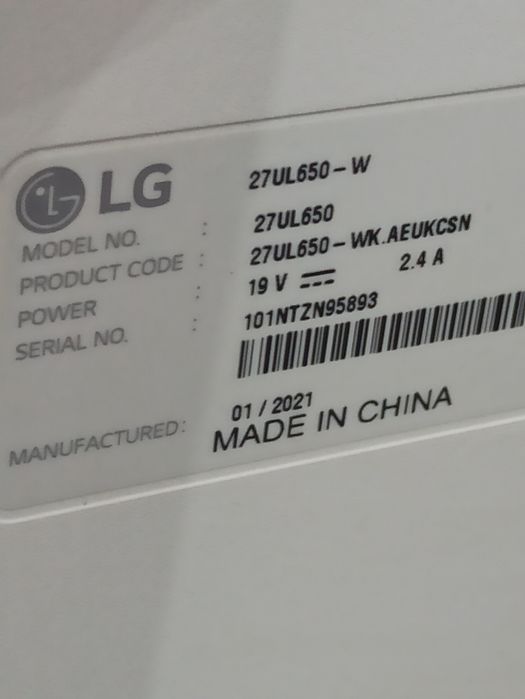 LG
27UL650-W
MODEL NO. : 27UL650
PRODUCT CODE : 27UL650-WK.AEUKCSN
POWER : 19 V ⎓ 2.4 A
SERIAL NO. : 101NTZN95893
MANUFACTURED: 01 / 2021
MADE IN CHINA